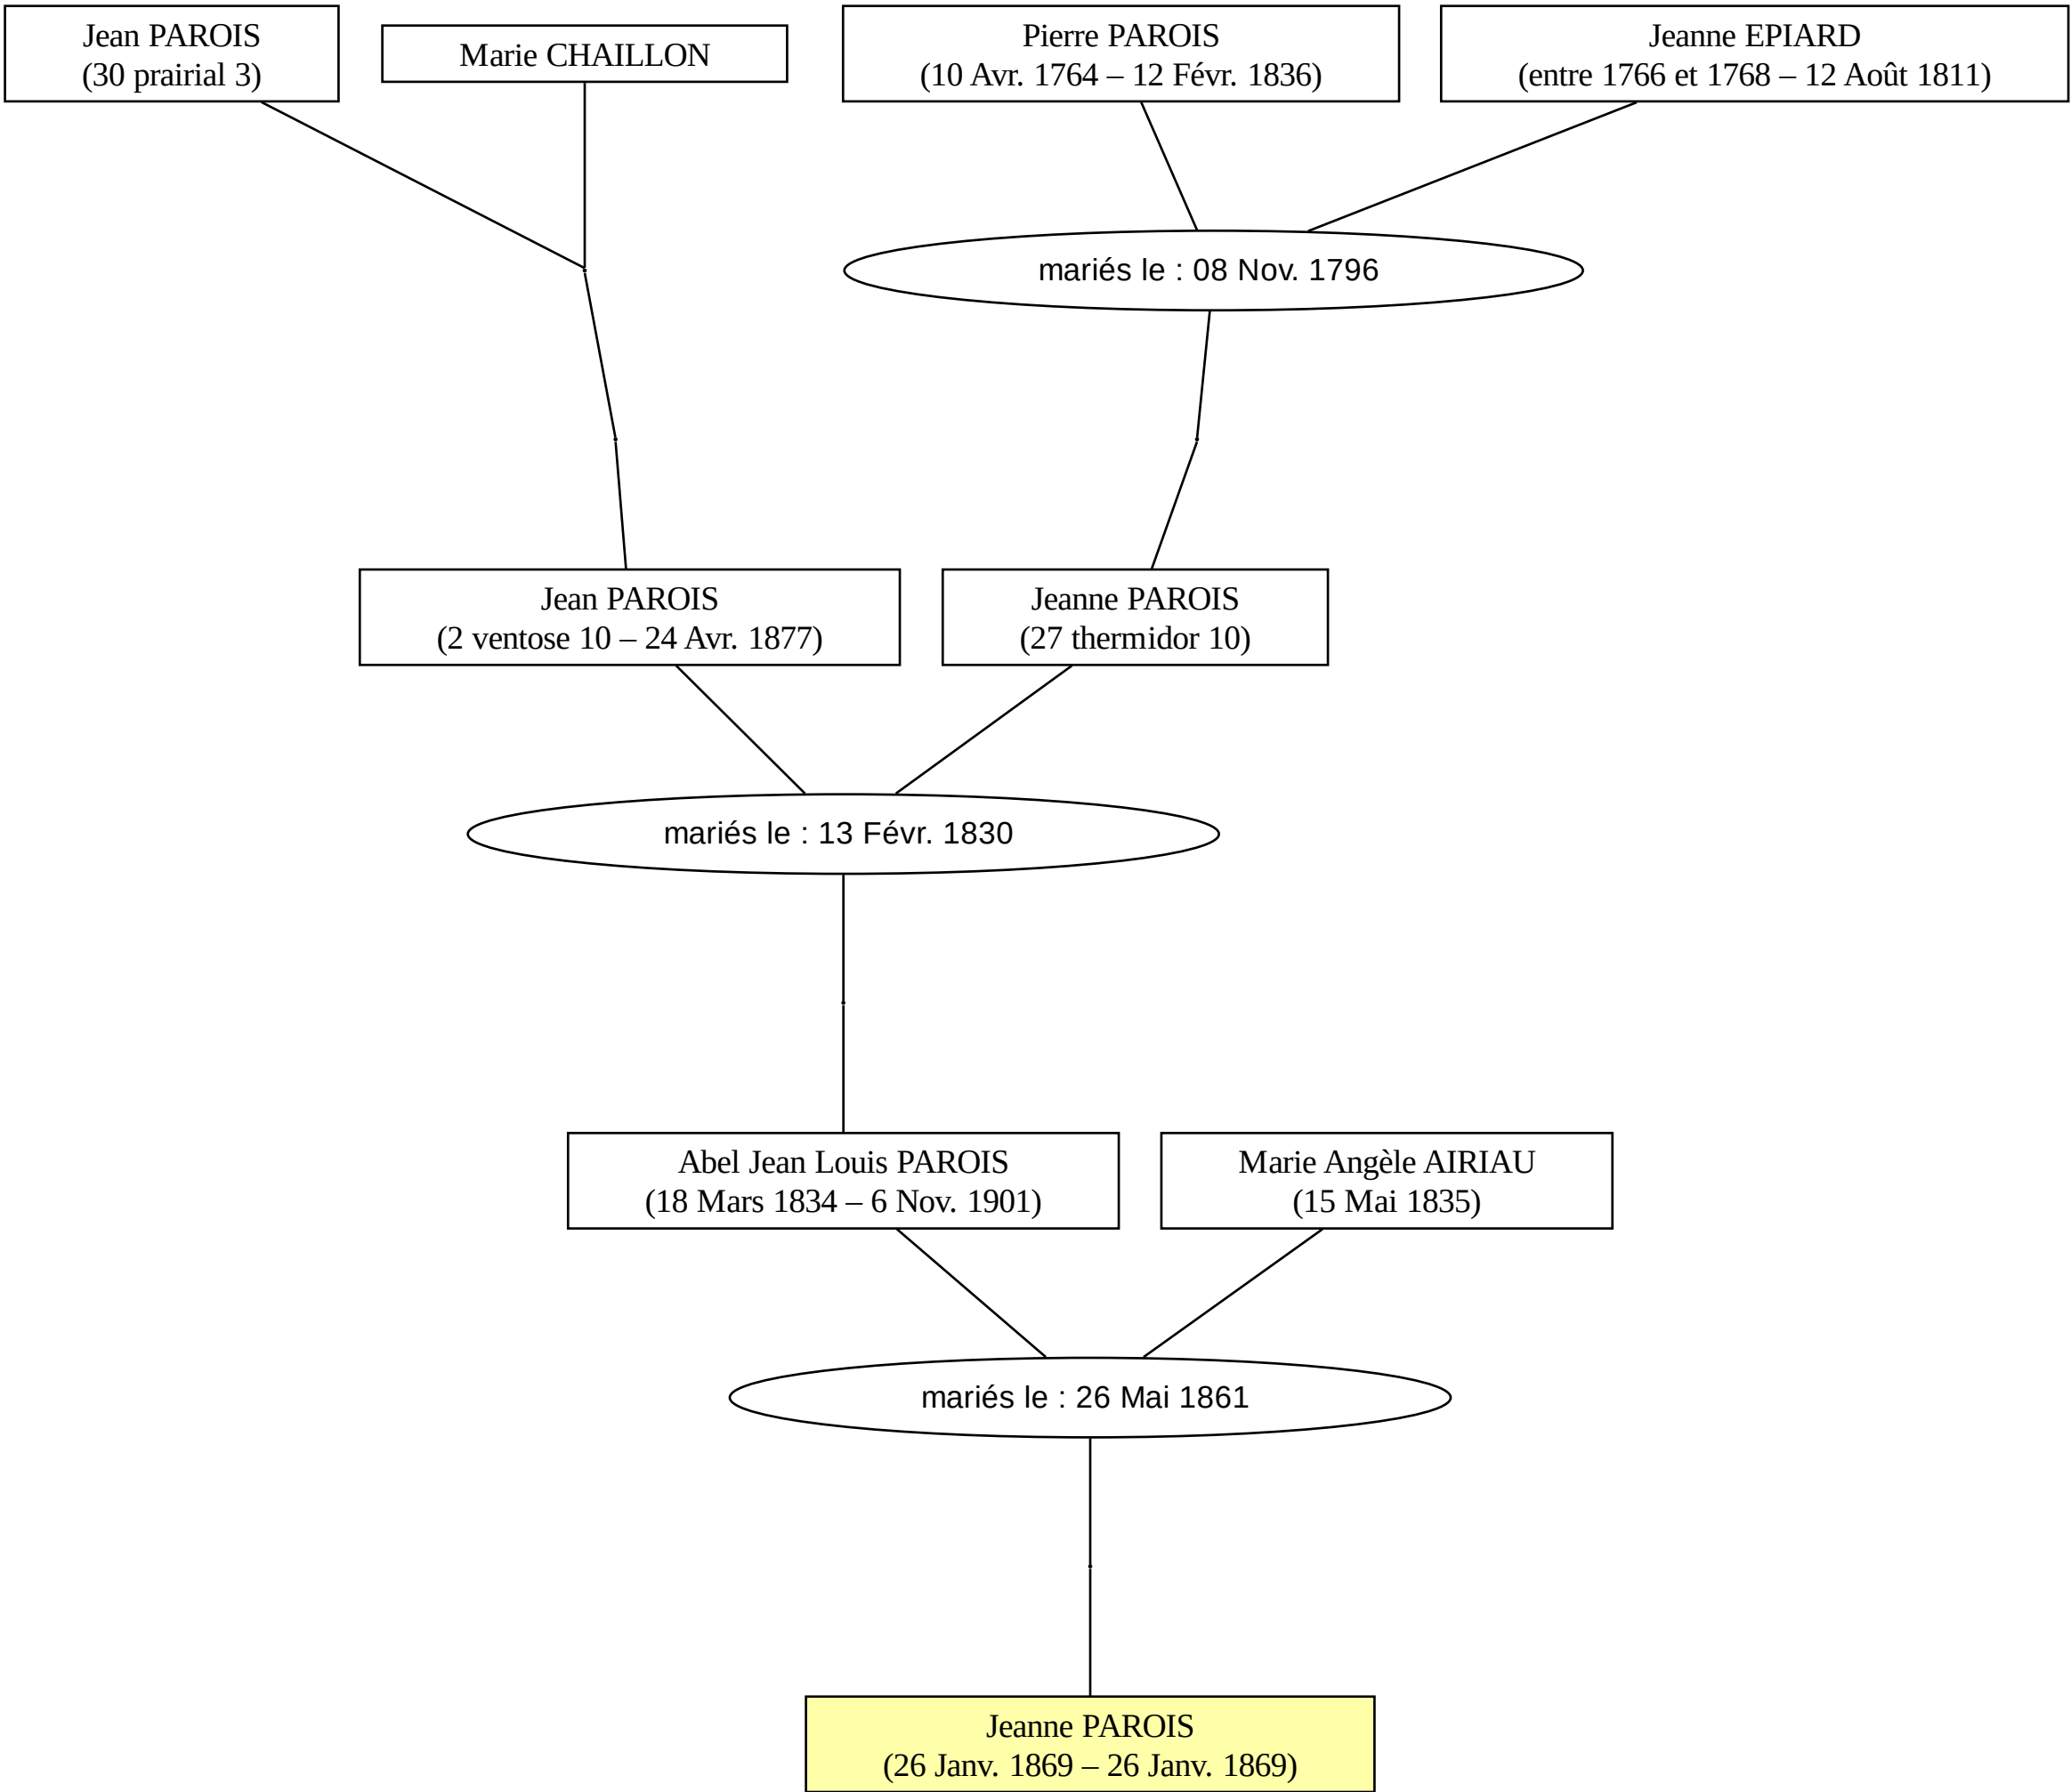 Jean PAROIS
(30 prairial 3)
Marie CHAILLON
Pierre PAROIS
(10 Avr. 1764 – 12 Févr. 1836)
Jeanne EPIARD
(entre 1766 et 1768 – 12 Août 1811)
mariés le : 08 Nov. 1796
Jean PAROIS
(2 ventose 10 – 24 Avr. 1877)
Jeanne PAROIS
(27 thermidor 10)
mariés le : 13 Févr. 1830
Abel Jean Louis PAROIS
(18 Mars 1834 – 6 Nov. 1901)
Marie Angèle AIRIAU
(15 Mai 1835)
mariés le : 26 Mai 1861
Jeanne PAROIS
(26 Janv. 1869 – 26 Janv. 1869)